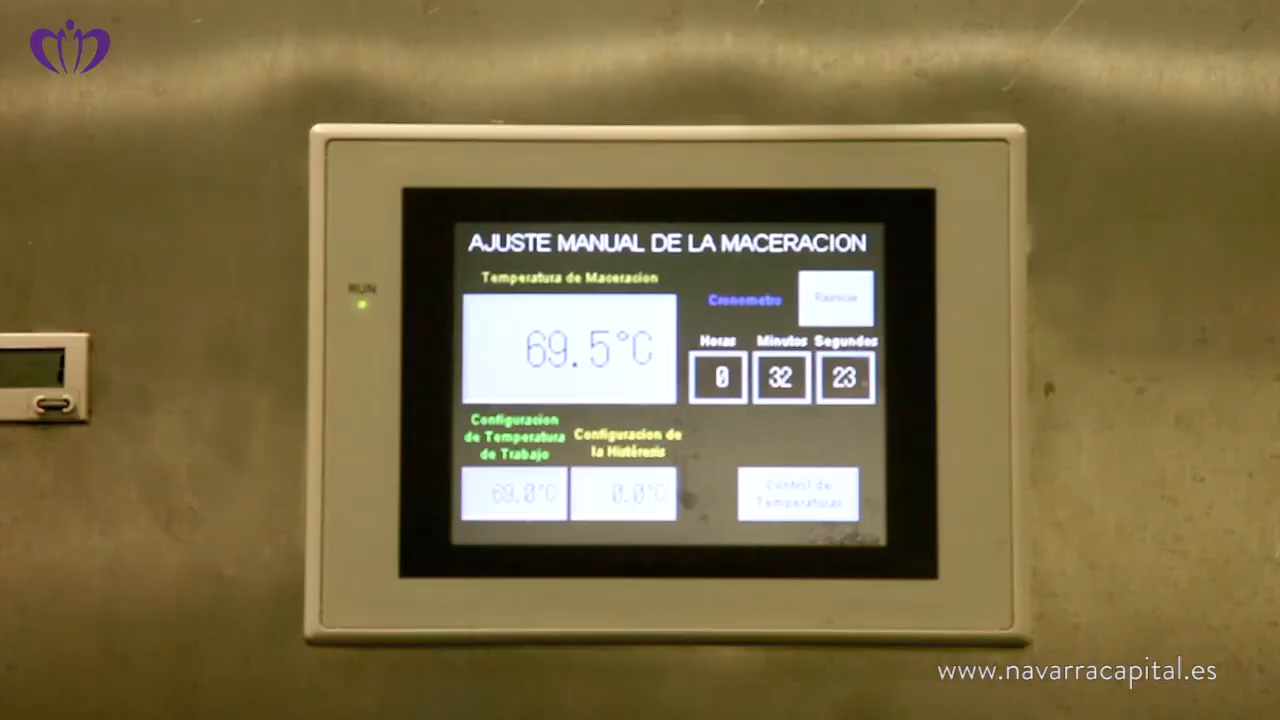 AJUSTE MANUAL DE LA MACERACION
Temperatura de Maceracion
Cronometro
Reiniciar
RUN
69.5°C
Horas Minutos Segundos
0 32 23
Configuracion
de Temperatura
de Trabajo
Configuracion de
la Histéresis
69.0°C
0.0°C
Control de
Temperaturas
www.navarracapital.es